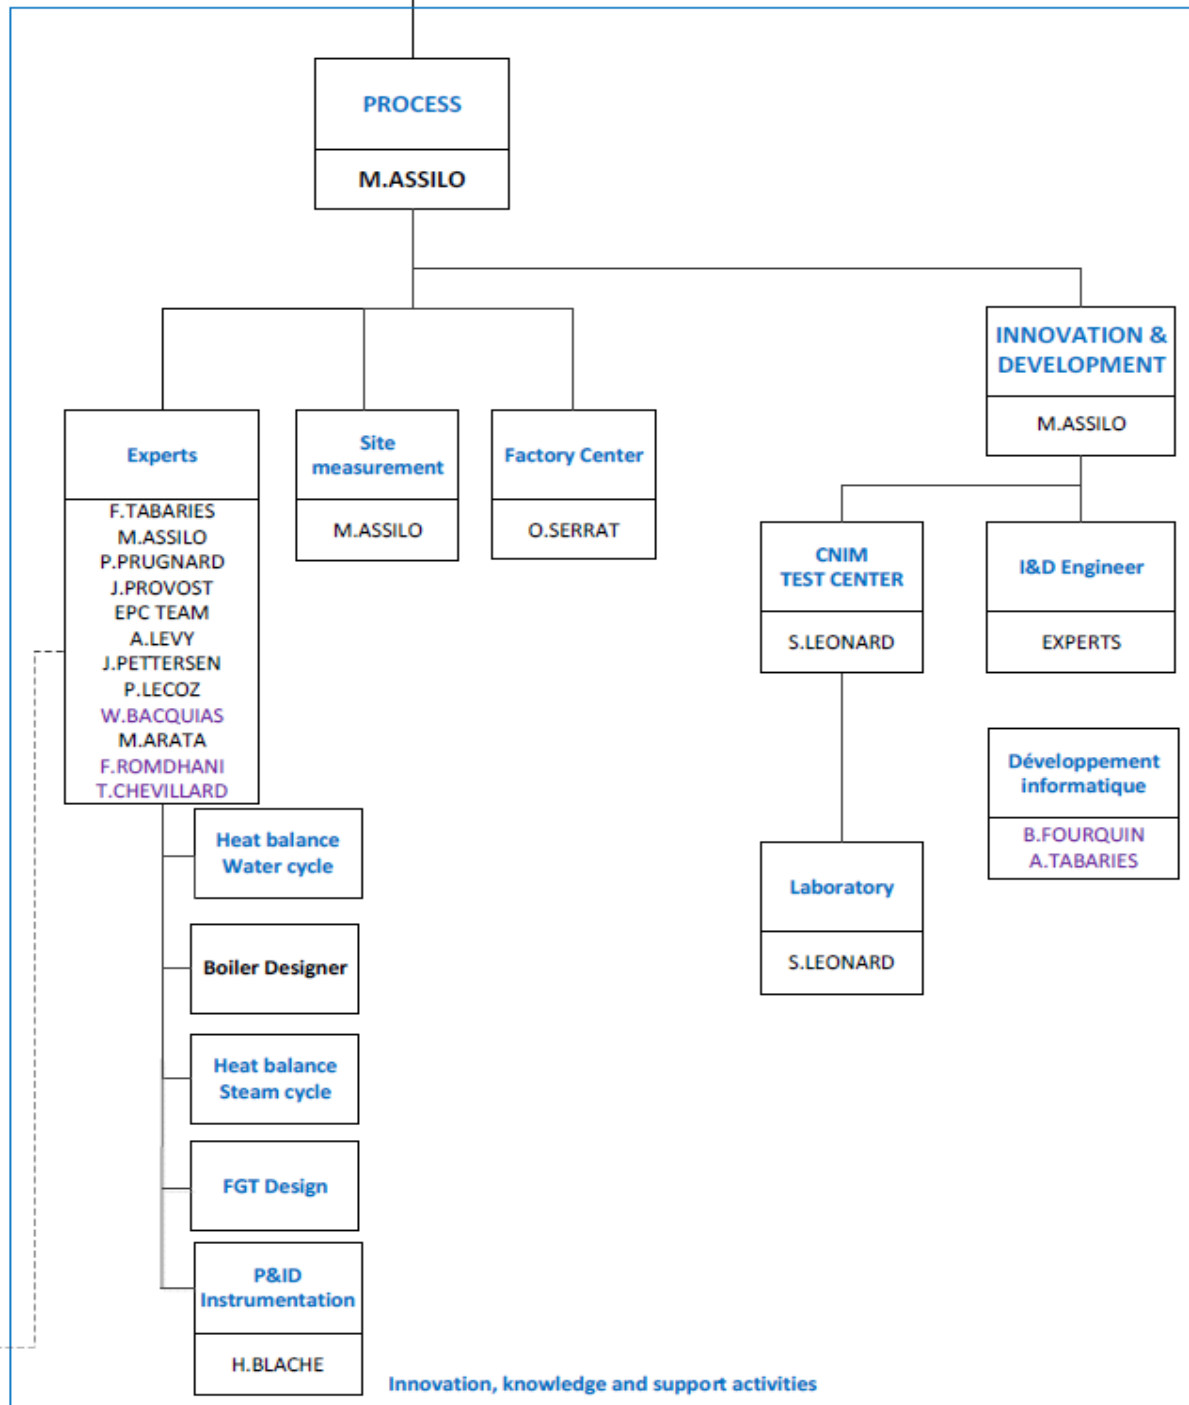 PROCESS
M.ASSILO
INNOVATION &
DEVELOPMENT
M.ASSILO
Experts
F.TABARIES
M.ASSILO
P.PRUGNARD
J.PROVOST
EPC TEAM
A.LEVY
J.PETTERSEN
P.LECOZ
W.BACQUIAS
M.ARATA
F.ROMDHANI
T.CHEVILLARD
Site
measurement
M.ASSILO
Factory Center
O.SERRAT
CNIM
TEST CENTER
S.LEONARD
I&D Engineer
EXPERTS
Développement
informatique
B.FOURQUIN
A.TABARIES
Laboratory
S.LEONARD
Heat balance
Water cycle
Boiler Designer
Heat balance
Steam cycle
FGT Design
P&ID
Instrumentation
H.BLACHE
Innovation, knowledge and support activities